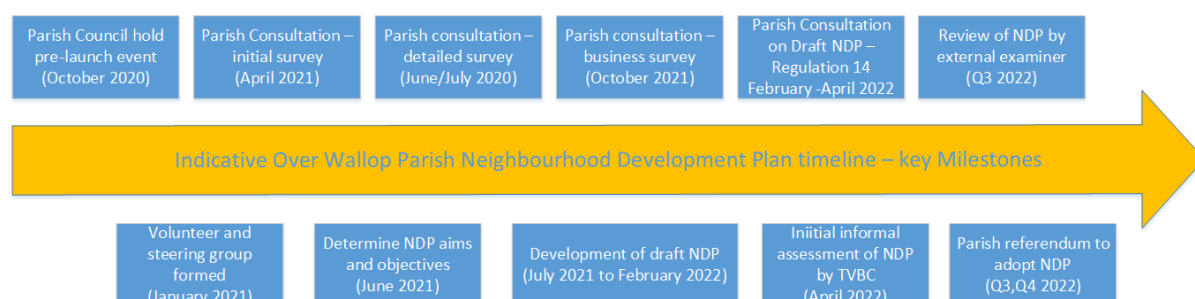 Parish Council hold
pre-launch event
(October 2020)
Parish Consultation –
initial survey
(April 2021)
Parish consultation –
detailed survey
(June/July 2020)
Parish consultation –
business survey
(October 2021)
Parish Consultation
on Draft NDP –
Regulation 14
February -April 2022
Review of NDP by
external examiner
(Q3 2022)
Indicative Over Wallop Parish Neighbourhood Development Plan timeline – key Milestones
Volunteer and
steering group
formed
(January 2021)
Determine NDP aims
and objectives
(June 2021)
Development of draft NDP
(July 2021 to February 2022)
Iniitial informal
assessment of NDP
by TVBC
(April 2022)
Parish referendum to
adopt NDP
(Q3,Q4 2022)